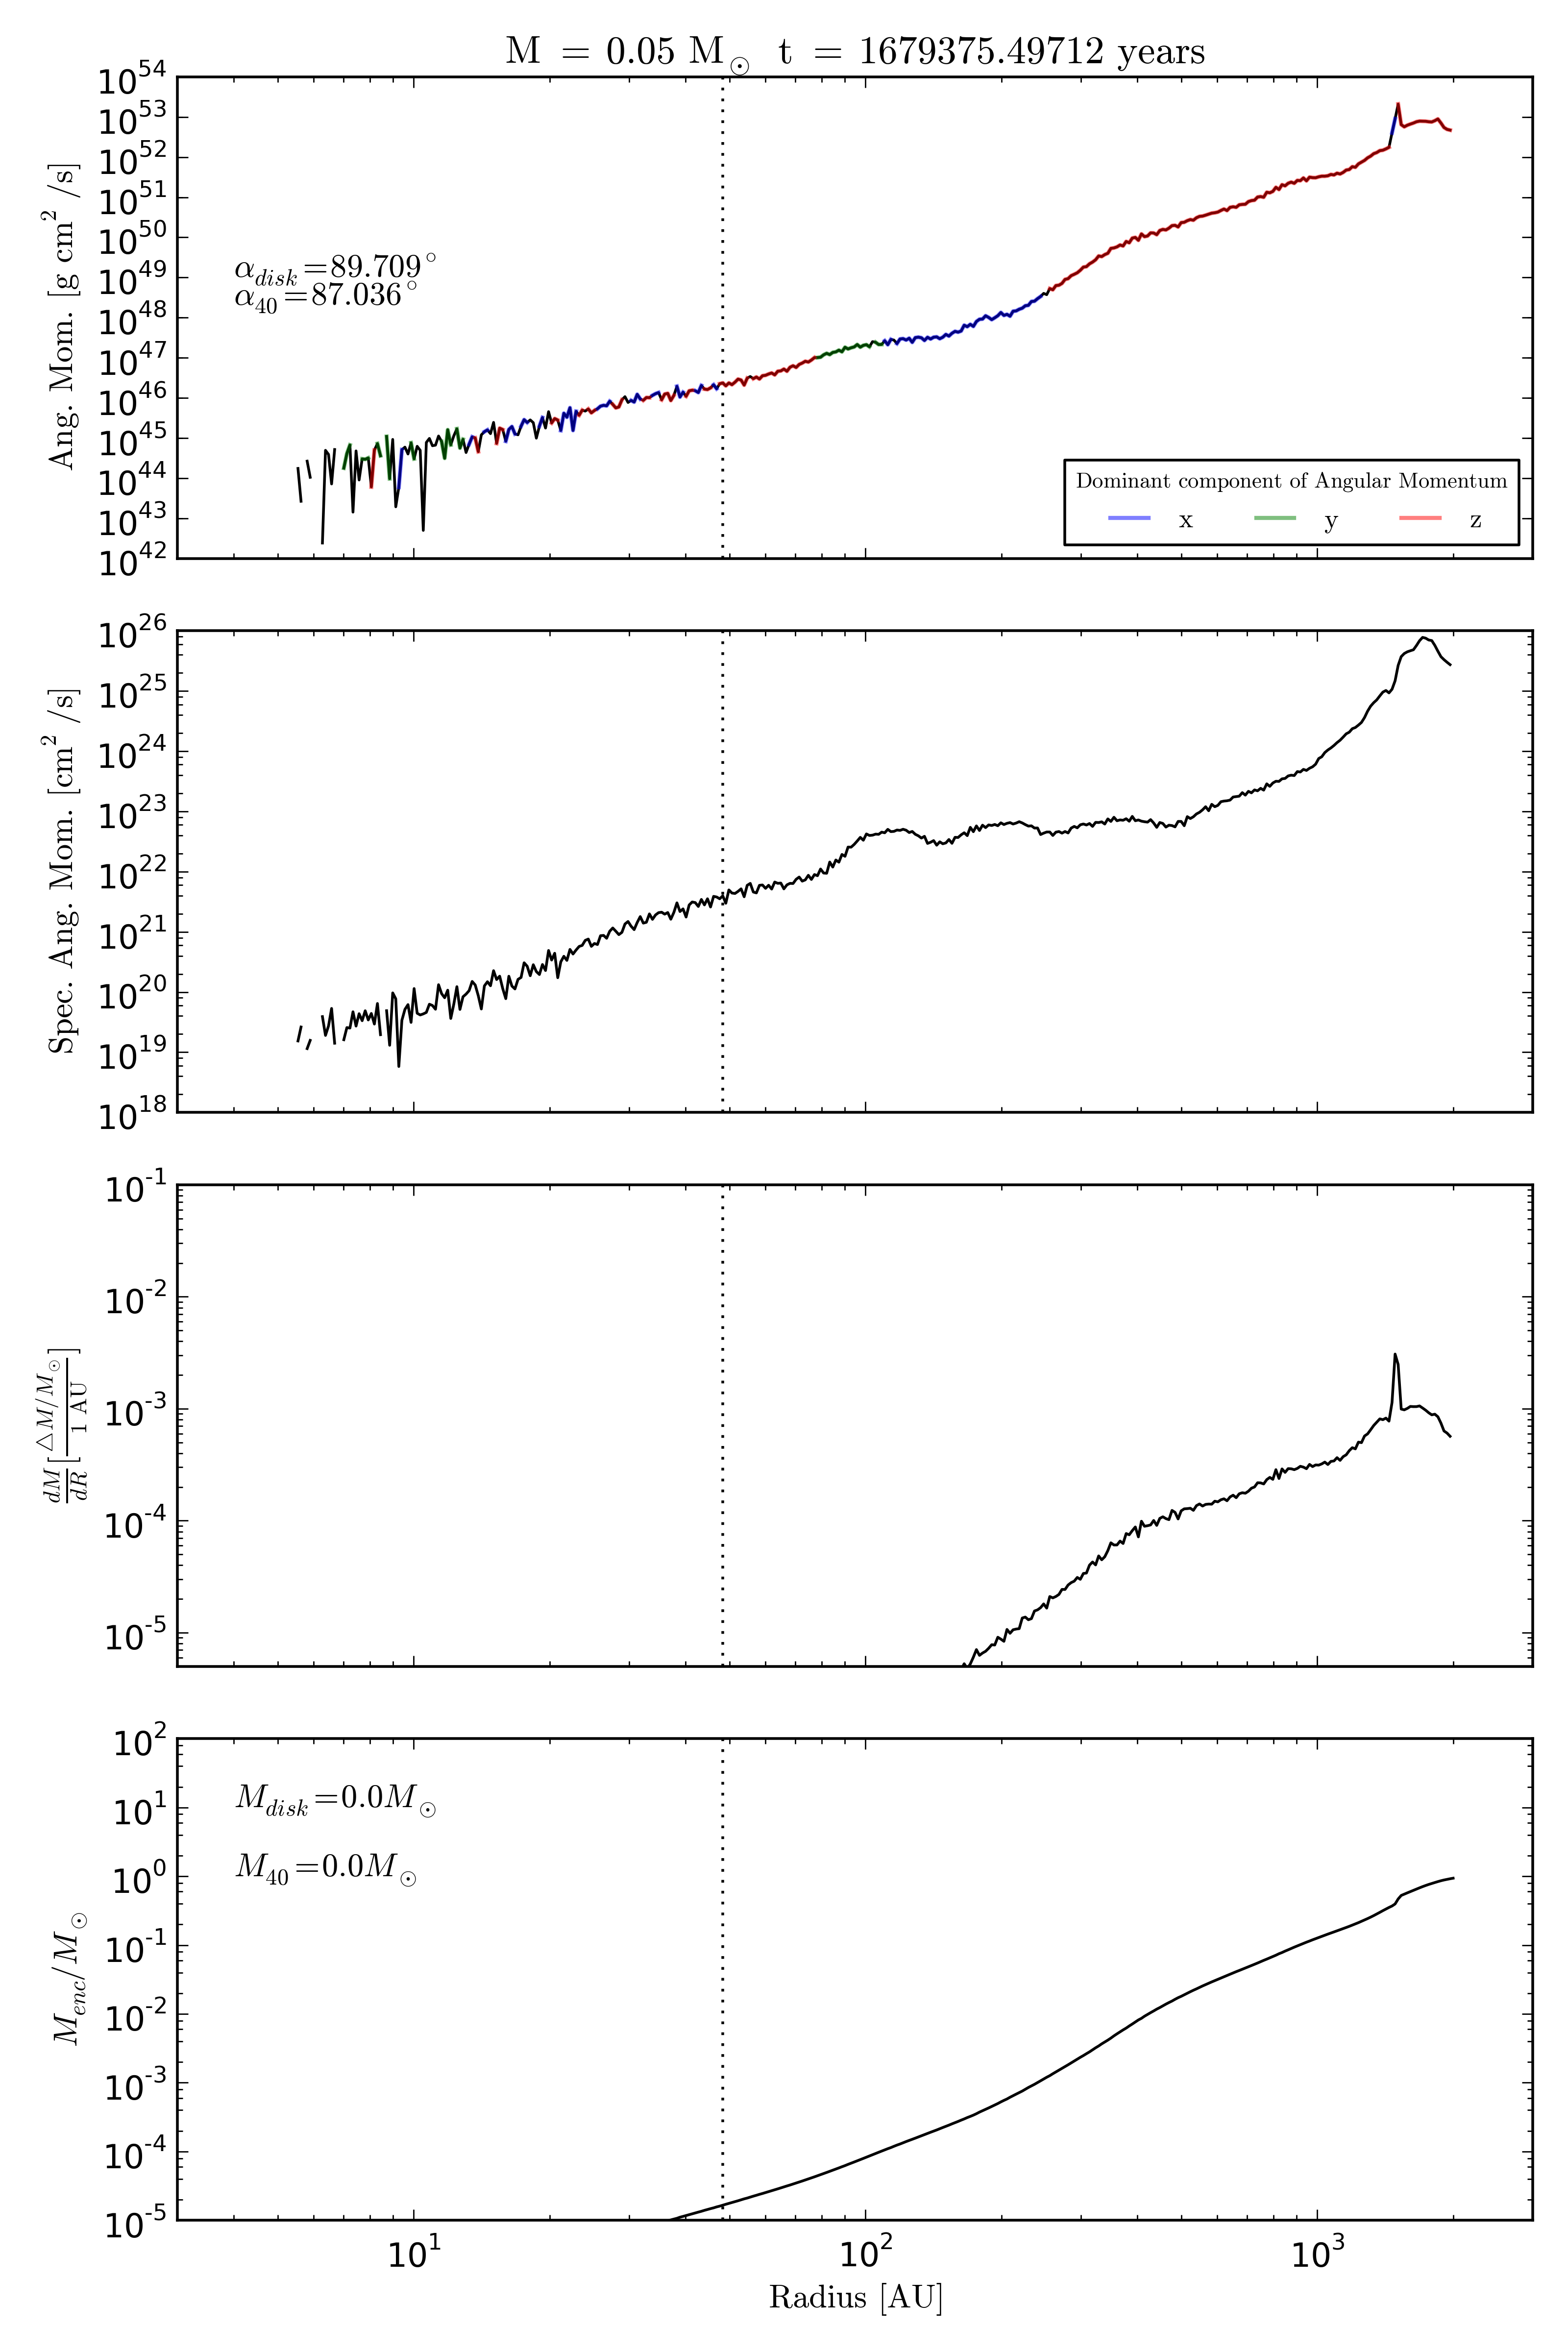 M = 0.05 M⊙ t = 1679375.49712 years
10^54
10^53
10^52
10^51
10^50
10^49
10^48
10^47
10^46
10^45
10^44
10^43
10^42
Ang. Mom. [g cm^2 /s]
α_disk=89.709°
α_40=87.036°
Dominant component of Angular Momentum
x y z
10^26
10^25
10^24
10^23
10^22
10^21
10^20
10^19
10^18
Spec. Ang. Mom. [cm^2 /s]
10^-1
10^-2
10^-3
10^-4
10^-5
dM/dR [△M/M⊙ / 1 AU]
10^2
10^1
10^0
10^-1
10^-2
10^-3
10^-4
10^-5
M_enc/M⊙
M_disk=0.0M⊙
M_40=0.0M⊙
10^1 10^2 10^3
Radius [AU]